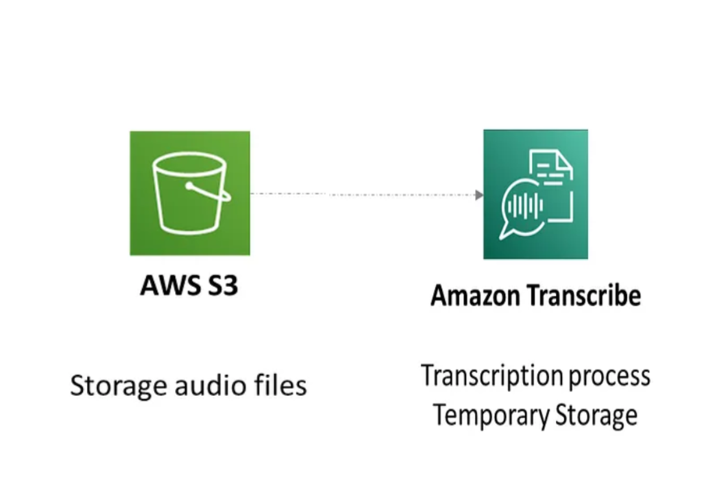 AWS S3
Amazon Transcribe
Storage audio files
Transcription process
Temporary Storage